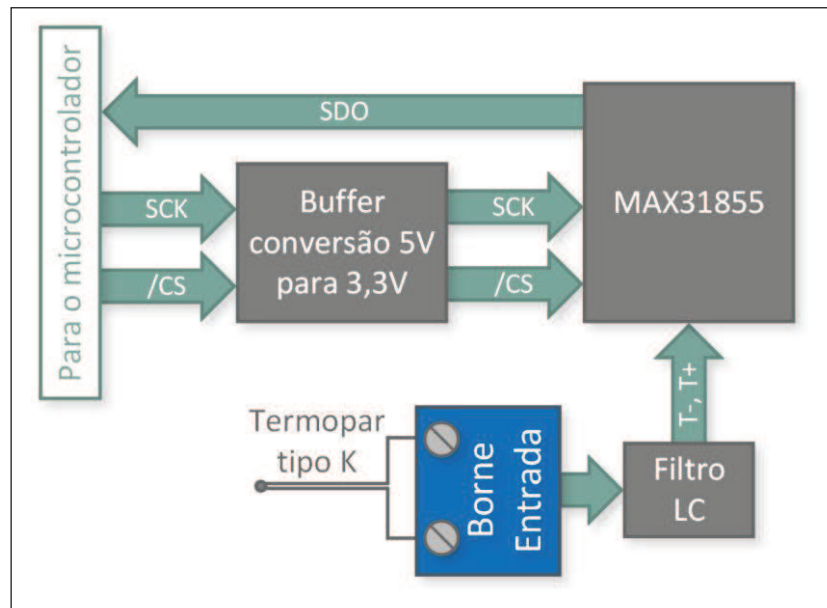 Para o microcontrolador
SDO
SCK
/CS
Buffer
conversão 5V
para 3,3V
SCK
/CS
MAX31855
T-, T+
Termopar
tipo K
Borne
Entrada
Filtro
LC